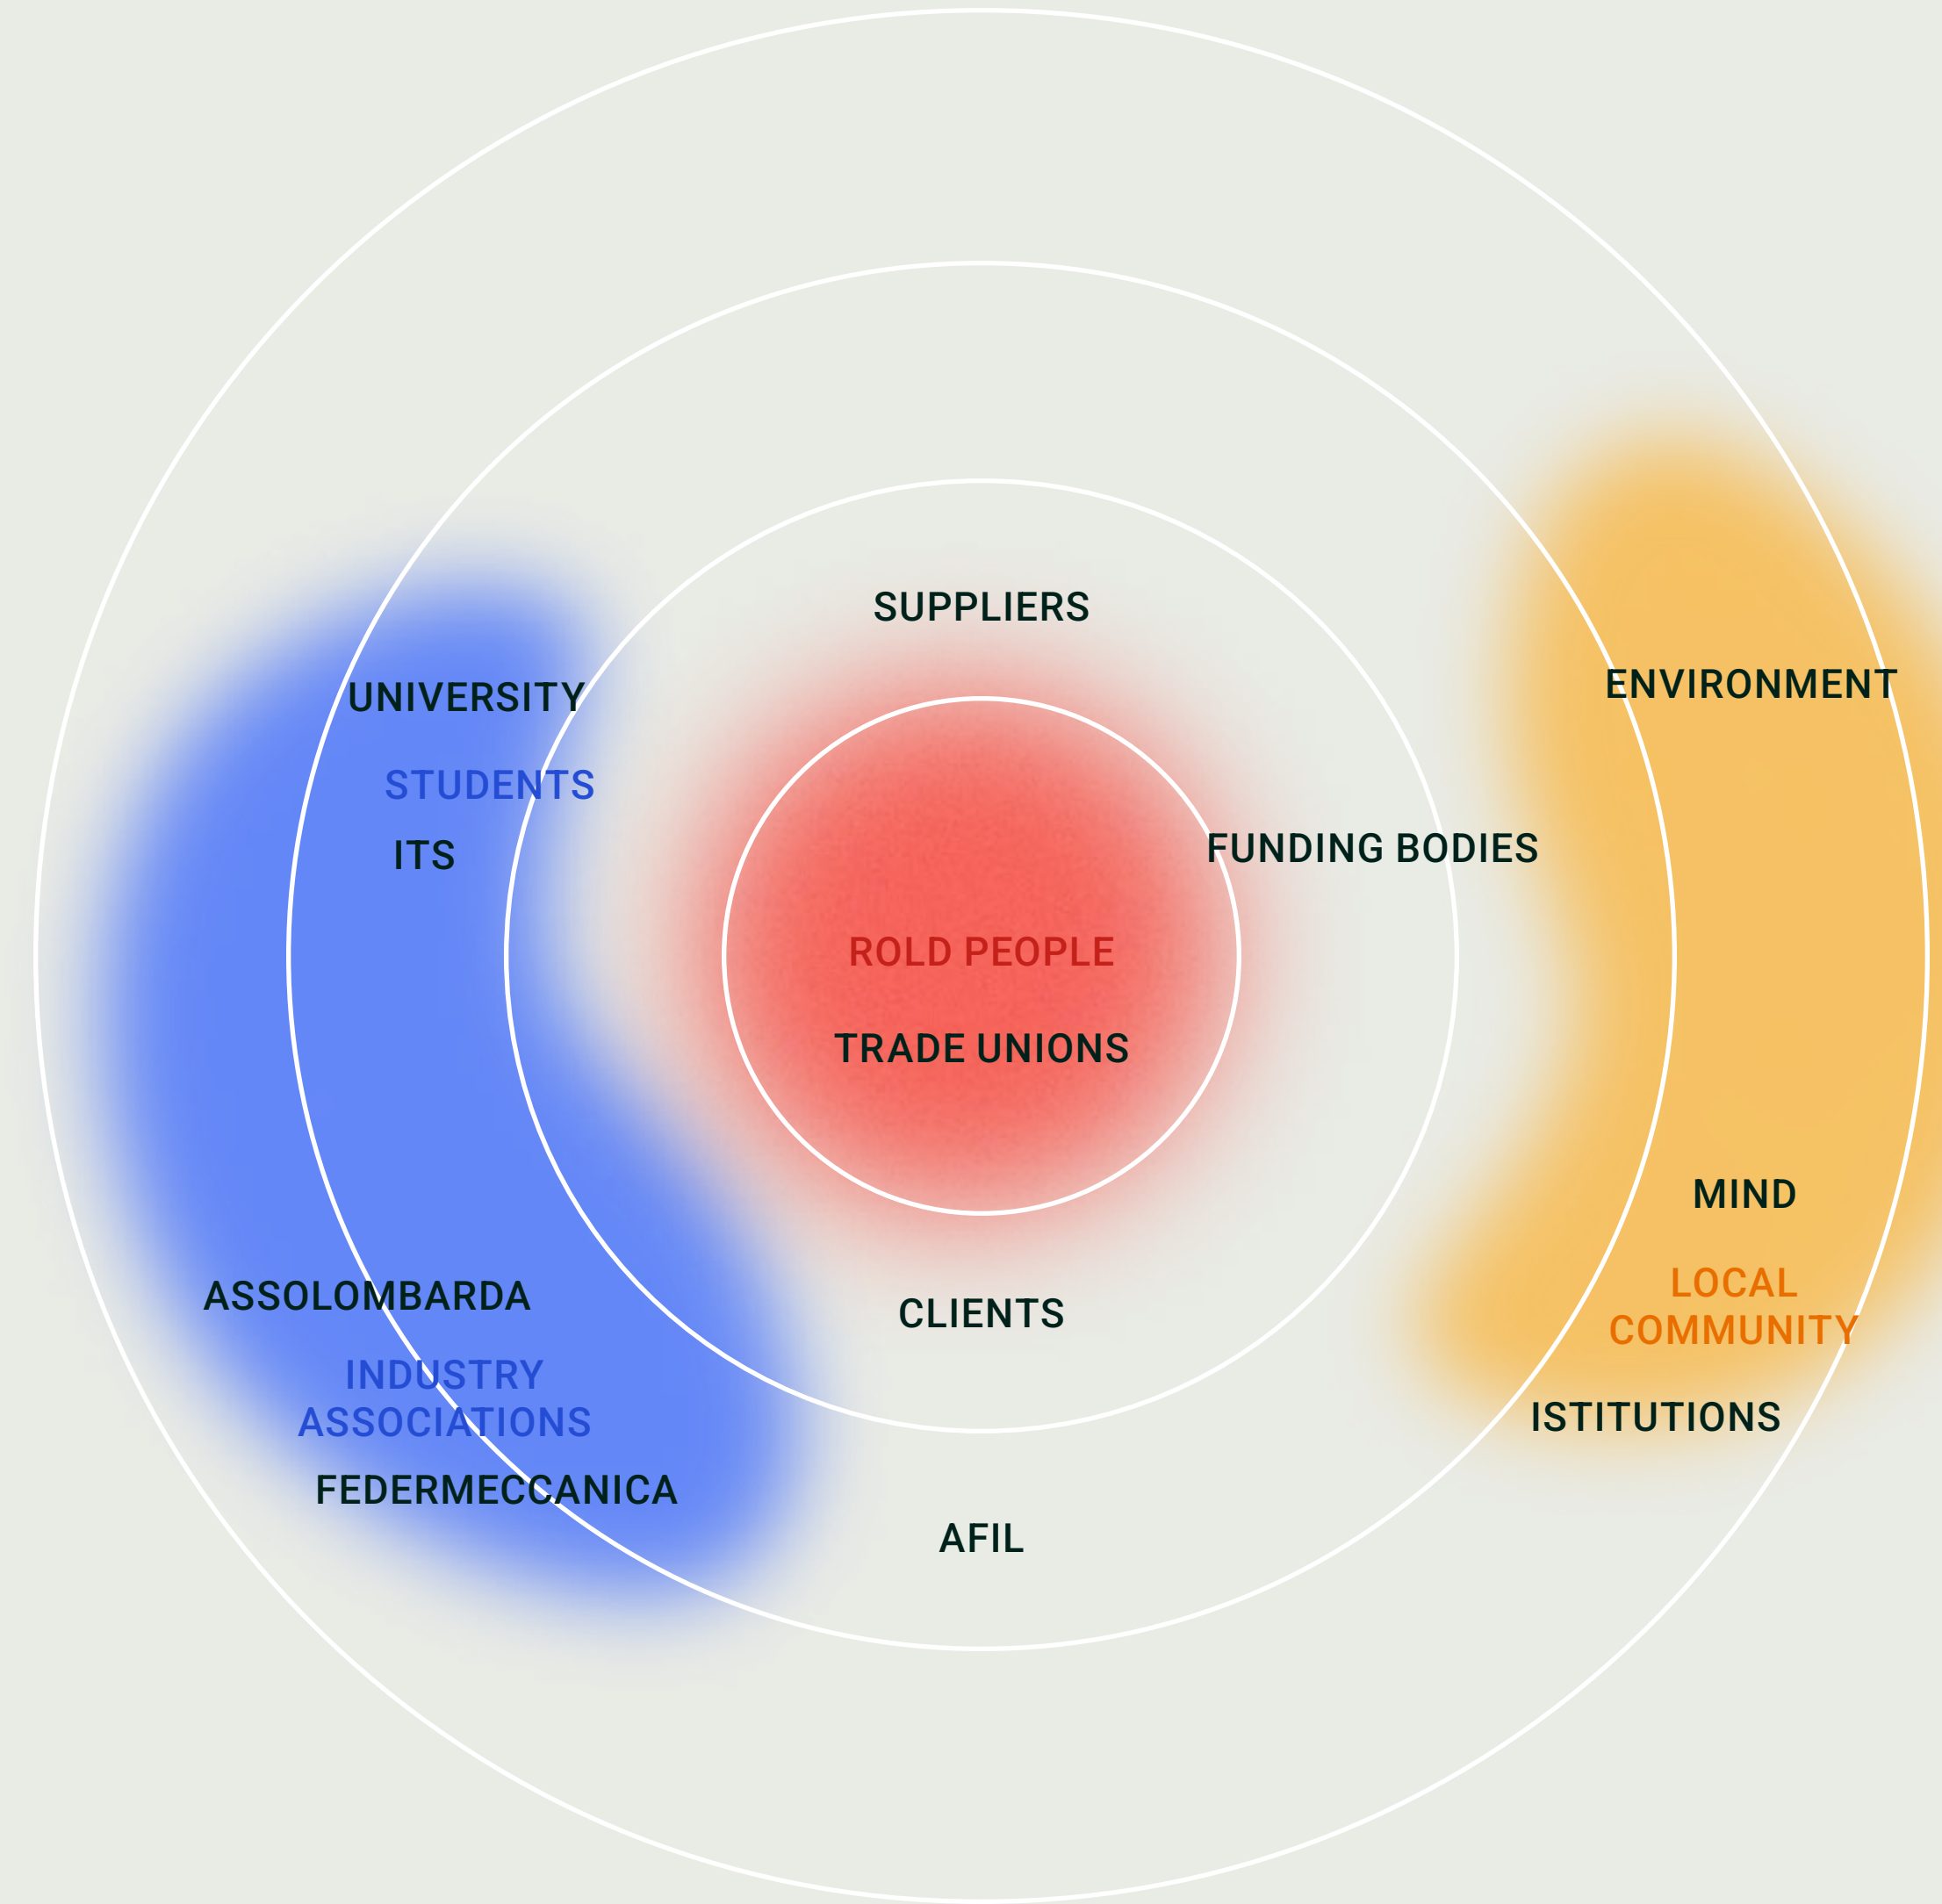 SUPPLIERS
UNIVERSITY
STUDENTS
ITS
ENVIRONMENT
FUNDING BODIES
ROLD PEOPLE
TRADE UNIONS
MIND
LOCAL
COMMUNITY
ISTITUTIONS
ASSOLOMBARDA
INDUSTRY
ASSOCIATIONS
FEDERMECCANICA
CLIENTS
AFIL